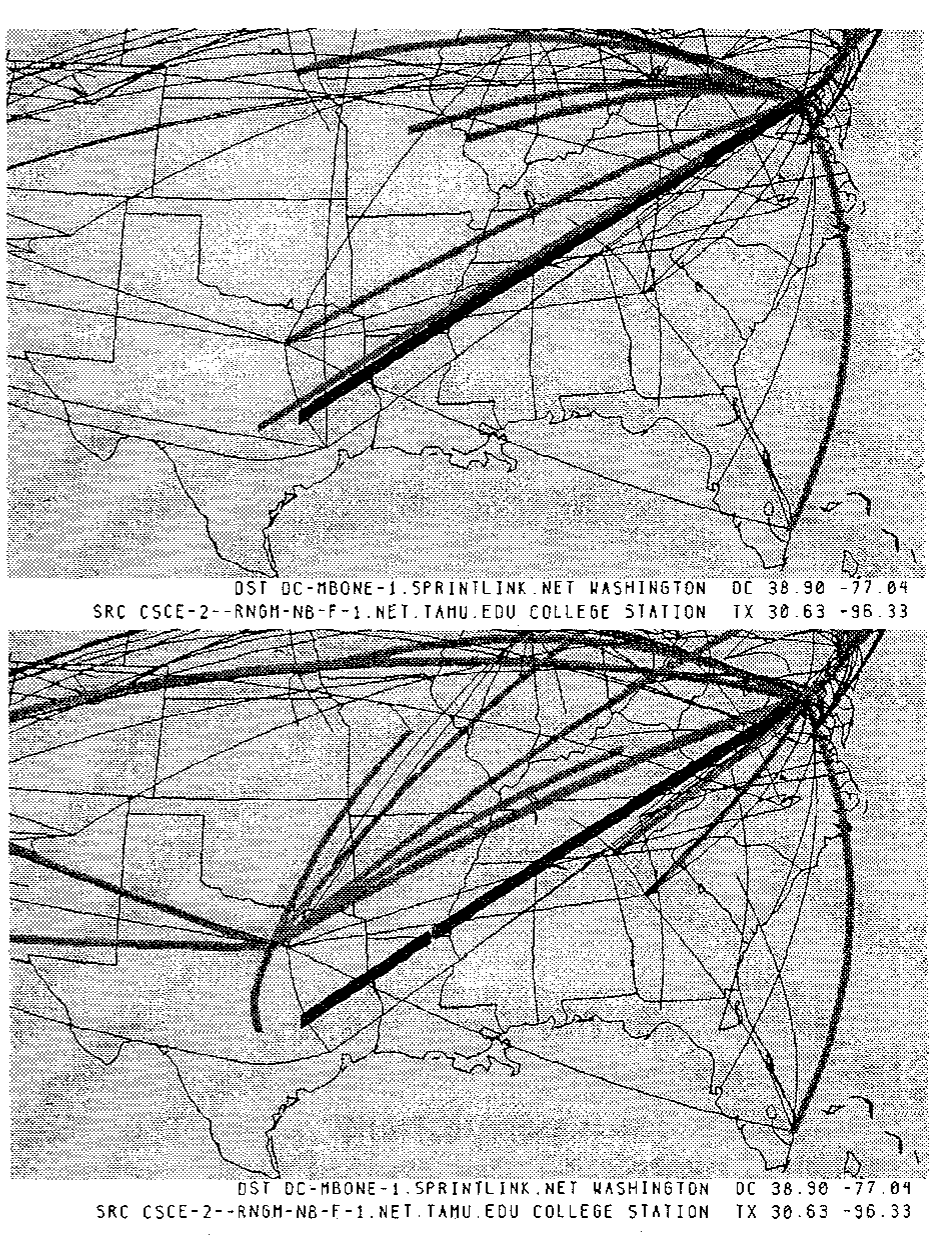 DST DC-MBONE-1.SPRINTLINK.NET WASHINGTON DC 38.90 -77.04
SRC CSCE-2--RNGM-NB-F-1.NET.TAMU.EDU COLLEGE STATION TX 30.63 -96.33
DST DC-MBONE-1.SPRINTLINK.NET WASHINGTON DC 38.90 -77.04
SRC CSCE-2--RNGM-NB-F-1.NET.TAMU.EDU COLLEGE STATION TX 30.63 -96.33